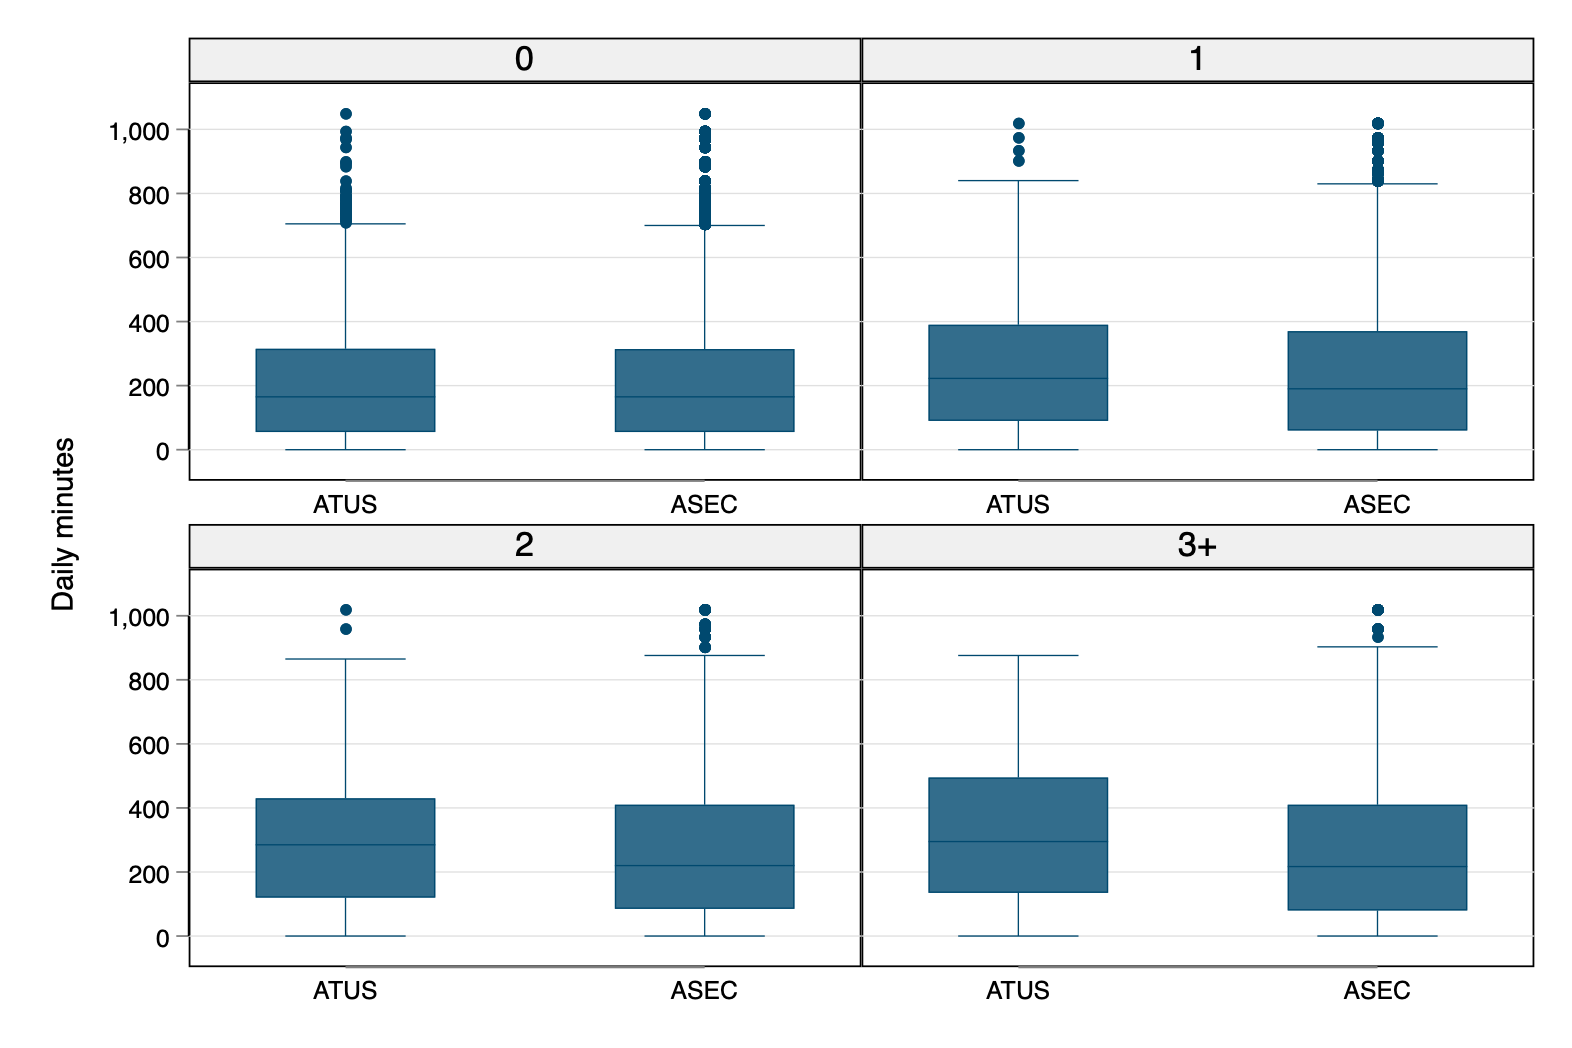 0
1
1,000
800
600
400
200
0
ATUS
ASEC
ATUS
ASEC
Daily minutes
2
3+
1,000
800
600
400
200
0
ATUS
ASEC
ATUS
ASEC